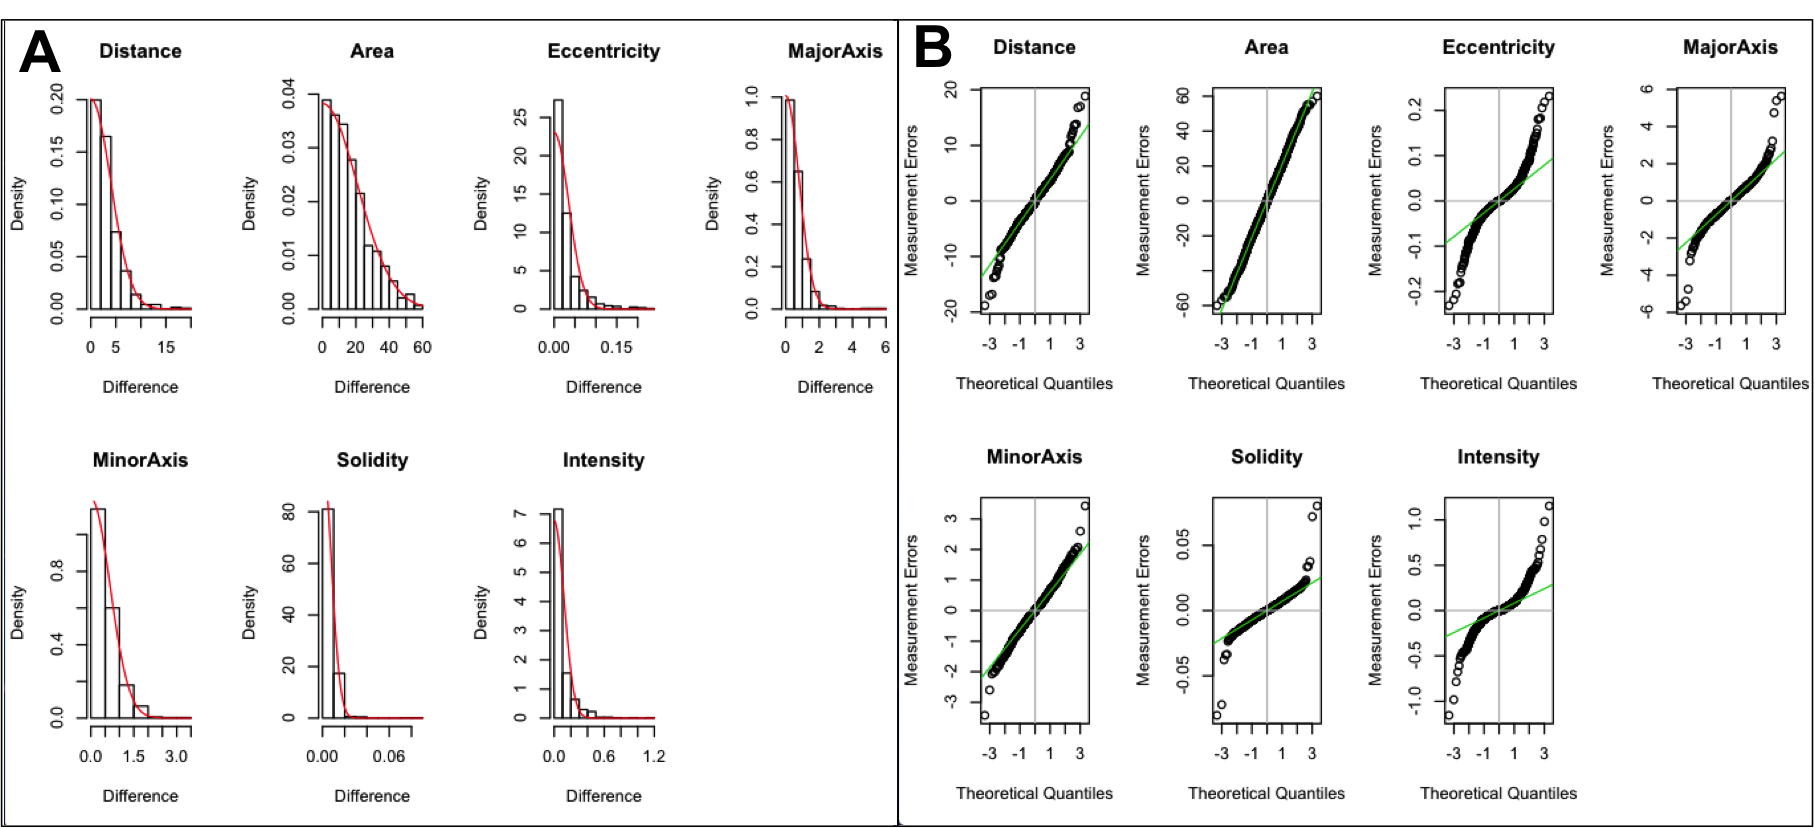 A
Distance
Area
Eccentricity
MajorAxis
Density
0.00 0.05 0.10 0.15 0.20
0 5 15
Difference
Density
0.00 0.01 0.02 0.03 0.04
0 20 40 60
Difference
Density
0 5 10 15 20 25
0.00 0.15
Difference
Density
0.0 0.2 0.4 0.6 0.8 1.0
0 2 4 6
Difference
MinorAxis
Solidity
Intensity
Density
0.0 0.4 0.8
0.0 1.5 3.0
Difference
Density
0 20 40 60 80
0.00 0.06
Difference
Density
0 1 2 3 4 5 6 7
0.0 0.6 1.2
Difference
B
Distance
Area
Eccentricity
MajorAxis
Measurement Errors
-20 -10 0 10 20
-3 -1 1 3
Theoretical Quantiles
Measurement Errors
-60 -20 0 20 40 60
-3 -1 1 3
Theoretical Quantiles
Measurement Errors
-0.2 -0.1 0.0 0.1 0.2
-3 -1 1 3
Theoretical Quantiles
Measurement Errors
-6 -4 -2 0 2 4 6
-3 -1 1 3
Theoretical Quantiles
MinorAxis
Solidity
Intensity
Measurement Errors
-3 -2 -1 0 1 2 3
-3 -1 1 3
Theoretical Quantiles
Measurement Errors
-0.05 0.00 0.05
-3 -1 1 3
Theoretical Quantiles
Measurement Errors
-1.0 -0.5 0.0 0.5 1.0
-3 -1 1 3
Theoretical Quantiles